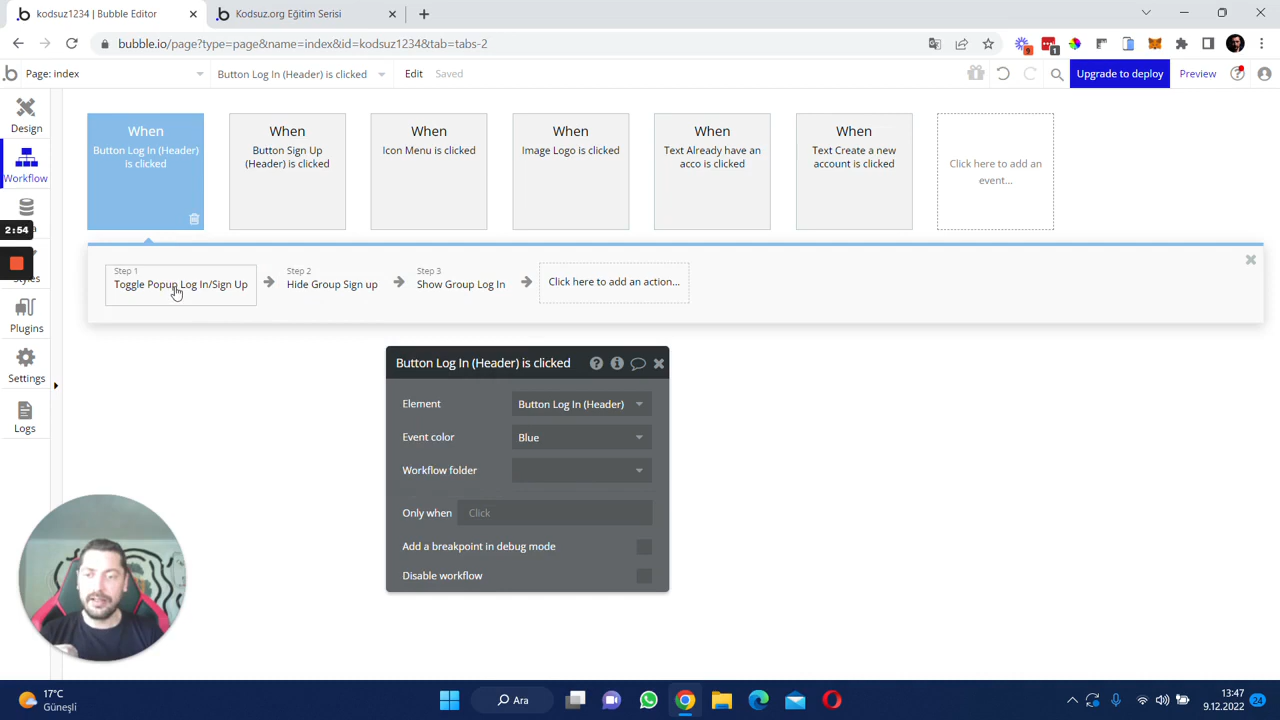 kodsuz1234 | Bubble Editor
Kodsuz.org Eğitim Serisi
bubble.io/page?type=page&name=index&id=kodsuz1234&tab=tabs-2
9
1
Page: index
Button Log In (Header) is clicked
Edit
Saved
Upgrade to deploy
Preview
Design
Workflow
2:54
Plugins
Settings
Logs
When
Button Log In (Header) is clicked
When
Button Sign Up (Header) is clicked
When
Icon Menu is clicked
When
Image Logo is clicked
When
Text Already have an acco is clicked
When
Text Create a new account is clicked
Click here to add an event...
Step 1
Toggle Popup Log In/Sign Up
Step 2
Hide Group Sign up
Step 3
Show Group Log In
Click here to add an action...
Button Log In (Header) is clicked
Element
Button Log In (Header)
Event color
Blue
Workflow folder
Only when
Click
Add a breakpoint in debug mode
Disable workflow
17°C
Güneşli
Ara
13:47
9.12.2022
24